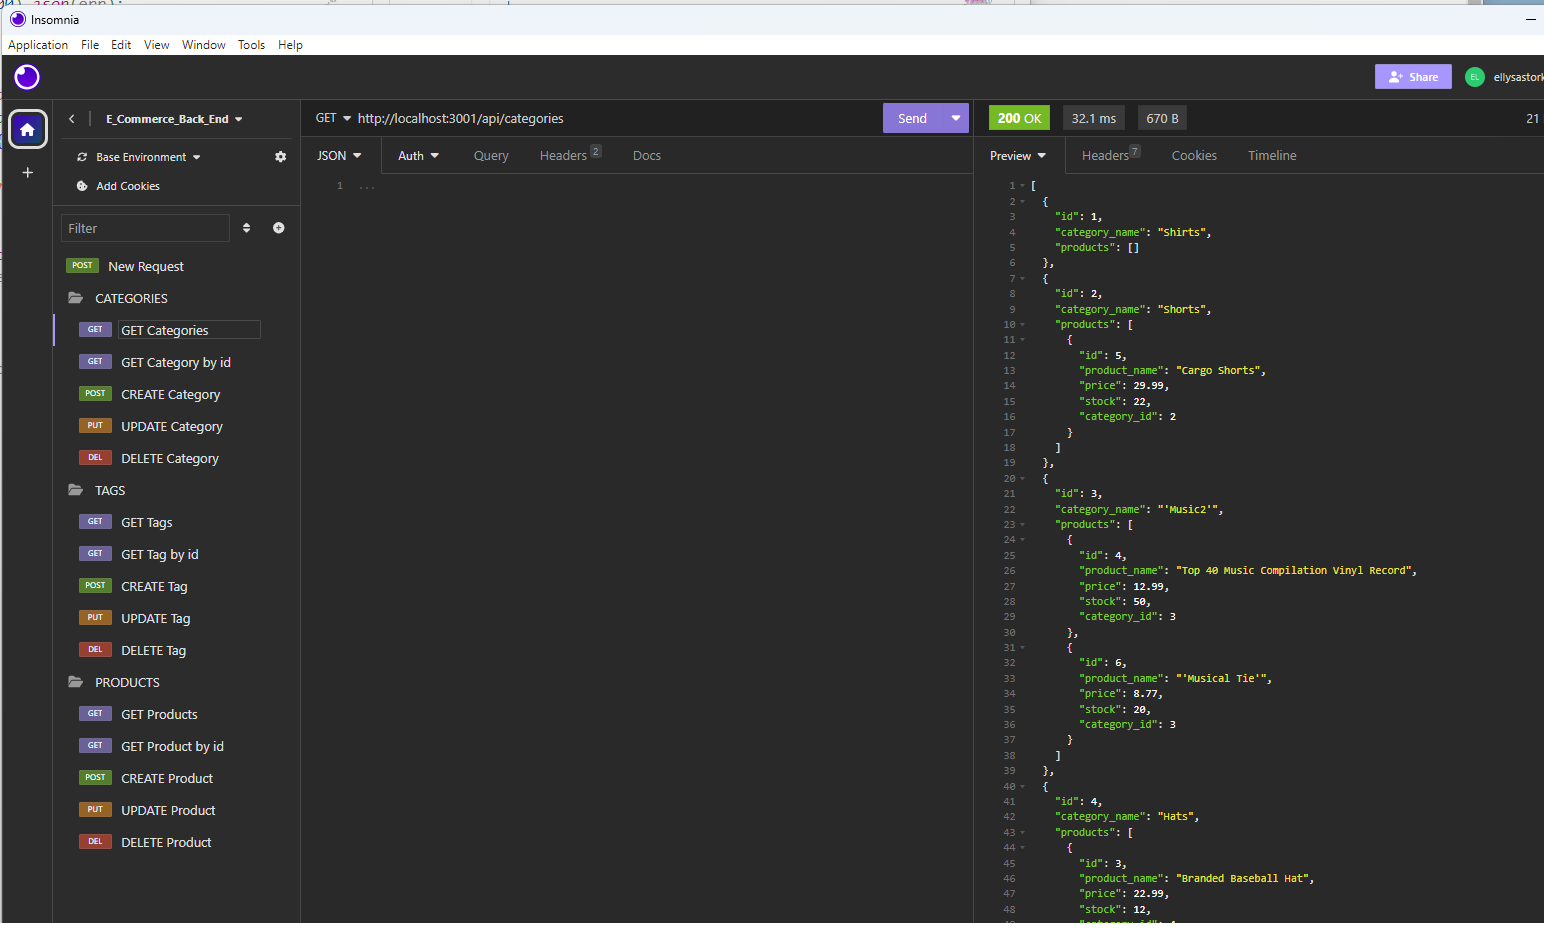 Insomnia
Application File Edit View Window Tools Help
Share EL
E_Commerce_Back_End
GET http://localhost:3001/api/categories Send
200 OK 32.1 ms 670 B 21
Base Environment
Add Cookies
JSON Auth Query Headers 2 Docs
Preview Headers 7 Cookies Timeline
Filter
POST New Request
CATEGORIES
GET GET Categories
GET GET Category by id
POST CREATE Category
PUT UPDATE Category
DEL DELETE Category
TAGS
GET GET Tags
GET GET Tag by id
POST CREATE Tag
PUT UPDATE Tag
DEL DELETE Tag
PRODUCTS
GET GET Products
GET GET Product by id
POST CREATE Product
PUT UPDATE Product
DEL DELETE Product
1 ...
1 [
2 {
3 "id": 1,
4 "category_name": "Shirts",
5 "products": []
6 },
7 {
8 "id": 2,
9 "category_name": "Shorts",
10 "products": [
11 {
12 "id": 5,
13 "product_name": "Cargo Shorts",
14 "price": 29.99,
15 "stock": 22,
16 "category_id": 2
17 }
18 ]
19 },
20 {
21 "id": 3,
22 "category_name": "'Music2'",
23 "products": [
24 {
25 "id": 4,
26 "product_name": "Top 40 Music Compilation Vinyl Record",
27 "price": 12.99,
28 "stock": 50,
29 "category_id": 3
30 },
31 {
32 "id": 6,
33 "product_name": "'Musical Tie'",
34 "price": 8.77,
35 "stock": 20,
36 "category_id": 3
37 }
38 ]
39 },
40 {
41 "id": 4,
42 "category_name": "Hats",
43 "products": [
44 {
45 "id": 3,
46 "product_name": "Branded Baseball Hat",
47 "price": 22.99,
48 "stock": 12,